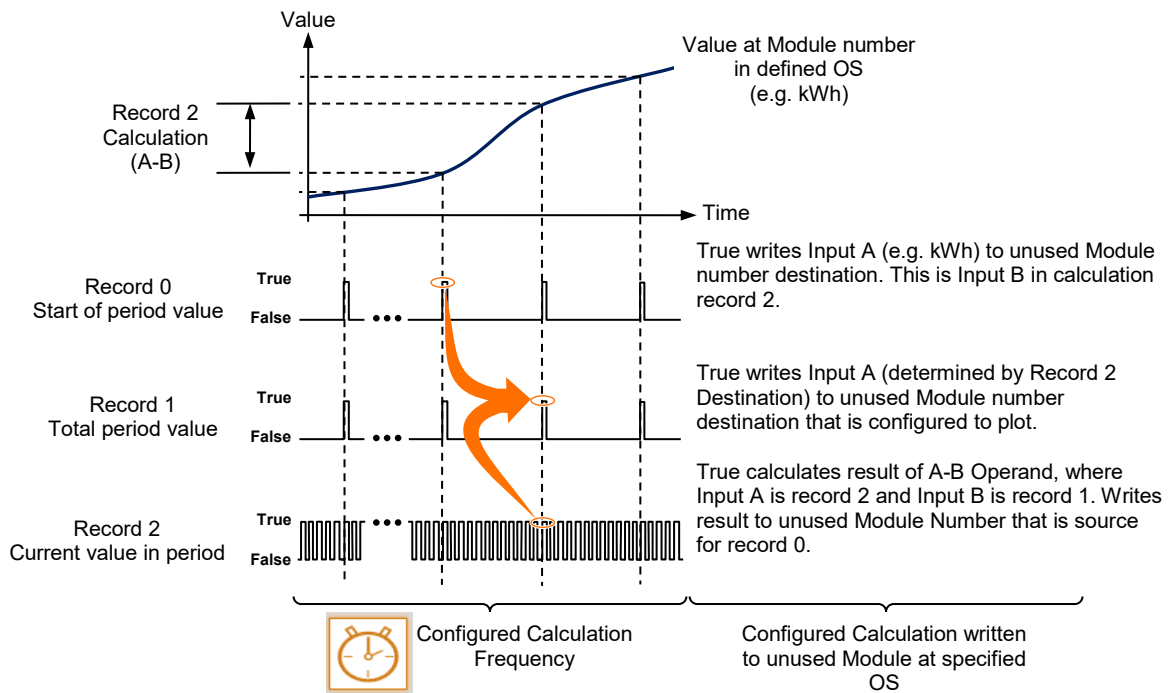 Value
Value at Module number
in defined OS
(e.g. kWh)
Record 2
Calculation
(A-B)
Time
Record 0
Start of period value
True
False
True writes Input A (e.g. kWh) to unused Module
number destination. This is Input B in calculation
record 2.
Record 1
Total period value
True
False
True writes Input A (determined by Record 2
Destination) to unused Module number
destination that is configured to plot.
Record 2
Current value in period
True
False
True calculates result of A-B Operand, where
Input A is record 2 and Input B is record 1. Writes
result to unused Module Number that is source
for record 0.
Configured Calculation
Frequency
Configured Calculation written
to unused Module at specified
OS